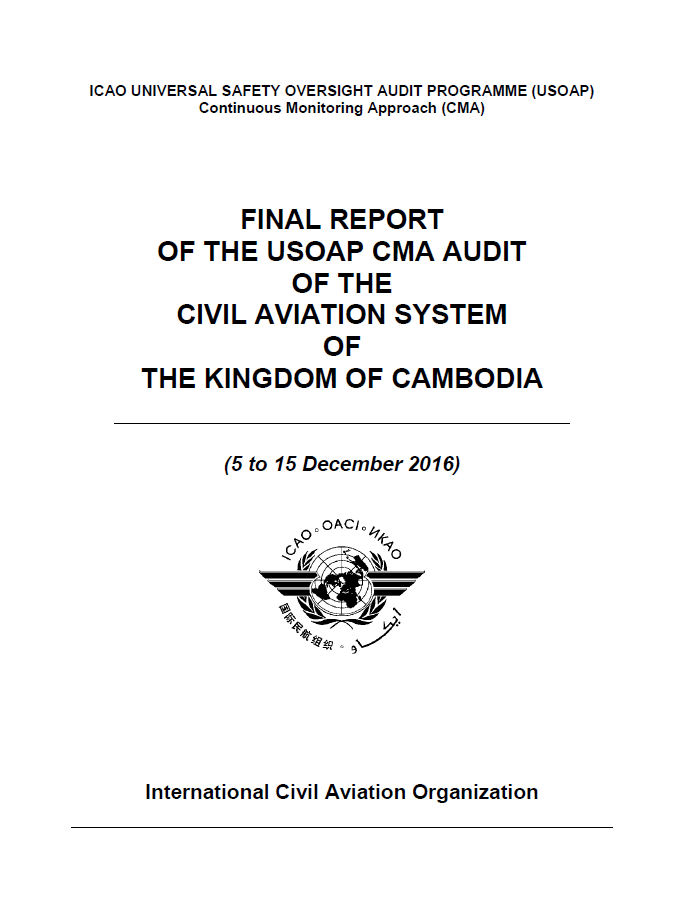 ICAO UNIVERSAL SAFETY OVERSIGHT AUDIT PROGRAMME (USOAP)
Continuous Monitoring Approach (CMA)
FINAL REPORT
OF THE USOAP CMA AUDIT
OF THE
CIVIL AVIATION SYSTEM
OF
THE KINGDOM OF CAMBODIA
(5 to 15 December 2016)
ICAO ◦ OACI ◦ ИКАО
国际民航组织 ◦ ايكاو
International Civil Aviation Organization